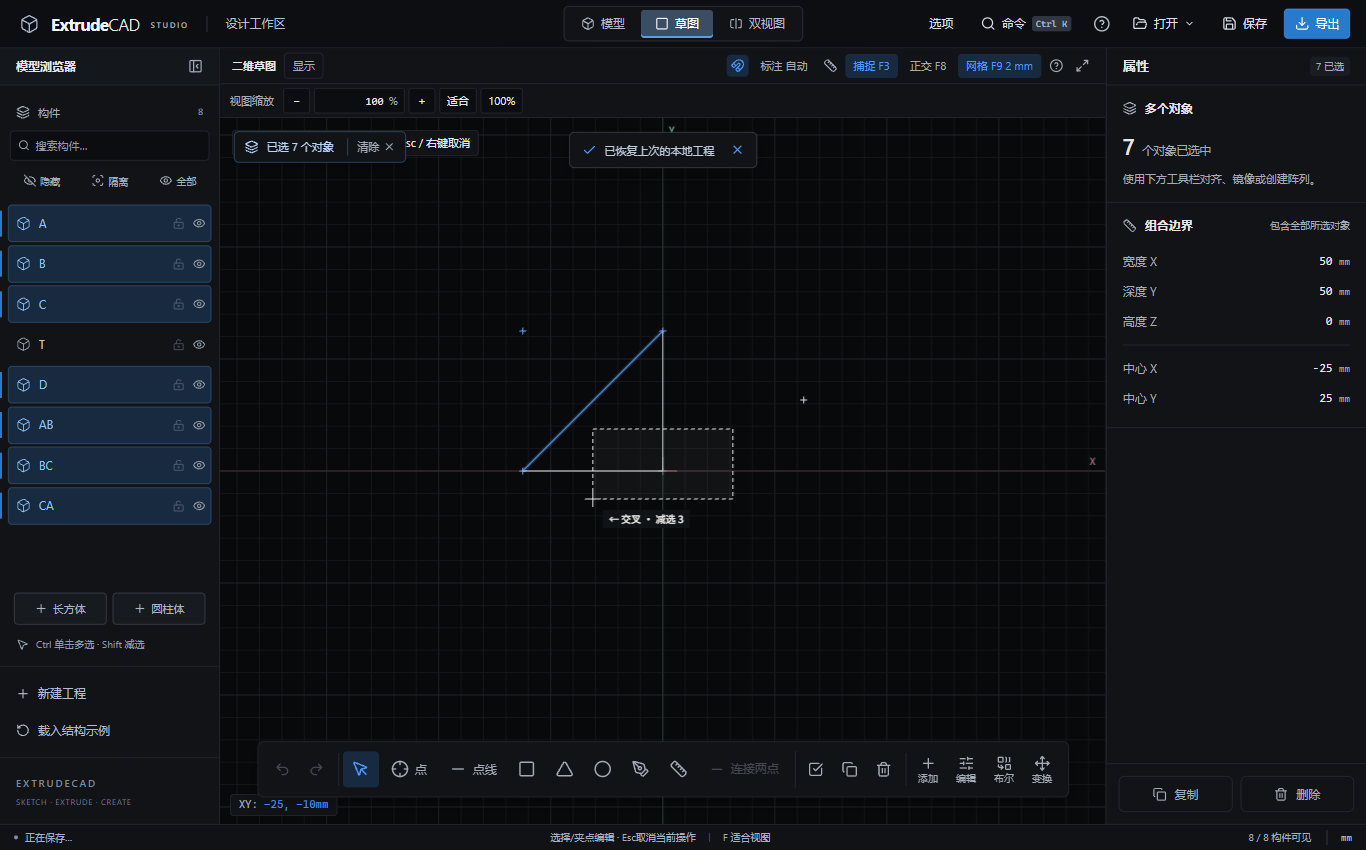 ExtrudeCAD STUDIO 设计工作区 模型 草图 双视图 选项 命令 Ctrl K 打开 保存 导出
模型浏览器
二维草图 显示 标注 自动 捕捉 F3 正交 F8 网格 F9 2 mm
属性 7 已选
视图缩放 − 100 % + 适合 100%
构件 8
搜索构件...
隐藏 隔离 全部
A
B
C
T
D
AB
BC
CA
长方体 圆柱体
Ctrl 单击多选 · Shift 减选
新建工程
载入结构示例
EXTRUDECAD
SKETCH · EXTRUDE · CREATE
已选 7 个对象 清除 sc / 右键取消
已恢复上次的本地工程
Y
X
← 交叉 · 减选 3
点 点线 连接两点 添加 编辑 布尔 变换
XY: −25, −10mm
多个对象
7 个对象已选中
使用下方工具栏对齐、镜像或创建阵列。
组合边界 包含全部所选对象
宽度 X 50 mm
深度 Y 50 mm
高度 Z 0 mm
中心 X -25 mm
中心 Y 25 mm
复制 删除
正在保存... 选择/夹点编辑 · Esc取消当前操作 F 适合视图 8 / 8 构件可见 mm